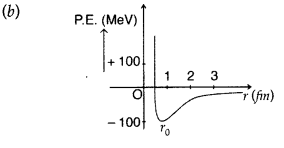 (b)
P.E. (MeV)
+ 100
1 2 3
O
r (fm)
− 100
r₀